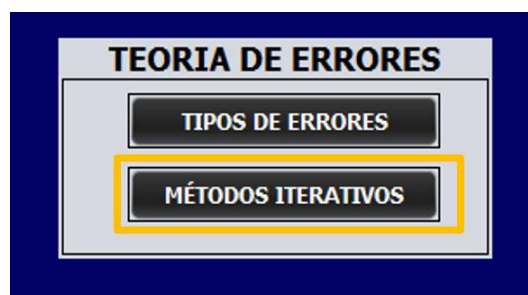 TEORIA DE ERRORES
TIPOS DE ERRORES
MÉTODOS ITERATIVOS